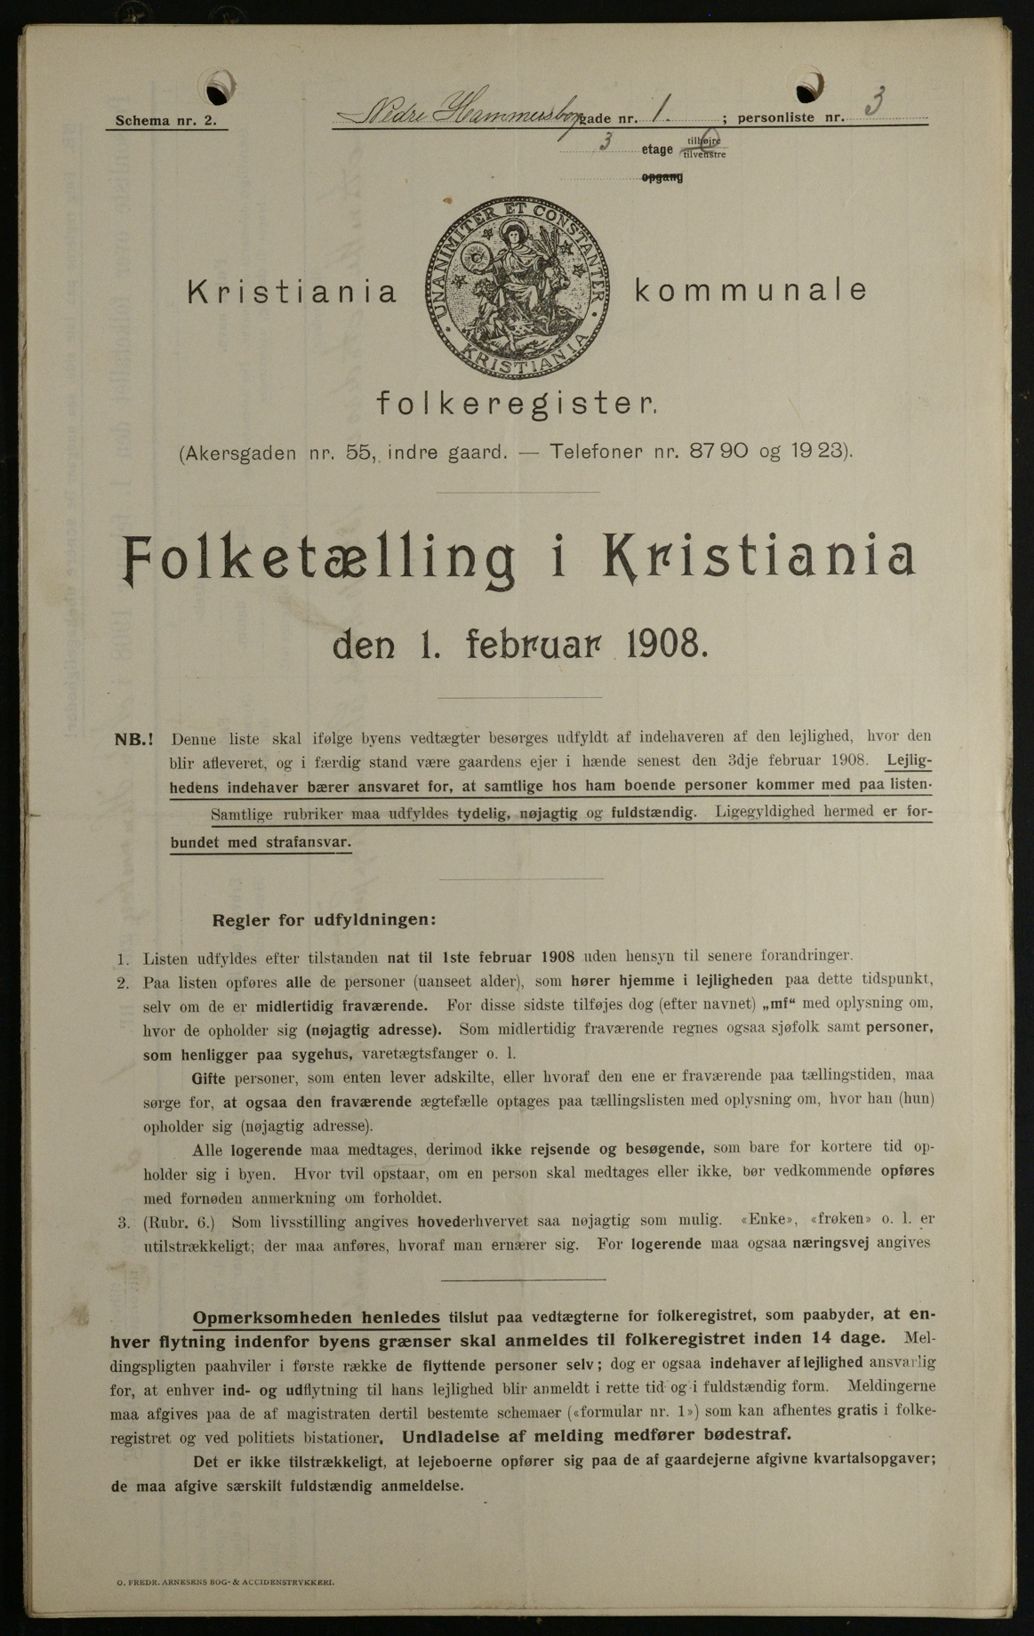 Schema nr. 2.
Nedre Hammersborggade nr. 1. ; personliste nr. 3
3 etage tilhøjre
tilvenstre
opgang
UNANIMITER ET CONSTANTER
KRISTIANIA
Kristiania kommunale
folkeregister.
(Akersgaden nr. 55, indre gaard. — Telefoner nr. 87 90 og 19 23).
Folketælling i Kristiania
den 1. februar 1908.
NB.! Denne liste skal ifølge byens vedtægter besørges udfyldt af indehaveren af den lejlighed, hvor den
blir afleveret, og i færdig stand være gaardens ejer i hænde senest den 3dje februar 1908. Lejlig-
hedens indehaver bærer ansvaret for, at samtlige hos ham boende personer kommer med paa listen.
Samtlige rubriker maa udfyldes tydelig, nøjagtig og fuldstændig. Ligegyldighed hermed er for-
bundet med strafansvar.
Regler for udfyldningen:
1. Listen udfyldes efter tilstanden nat til 1ste februar 1908 uden hensyn til senere forandringer.
2. Paa listen opføres alle de personer (uanseet alder), som hører hjemme i lejligheden paa dette tidspunkt,
selv om de er midlertidig fraværende. For disse sidste tilføjes dog (efter navnet) „mf“ med oplysning om,
hvor de opholder sig (nøjagtig adresse). Som midlertidig fraværende regnes ogsaa sjøfolk samt personer,
som henligger paa sygehus, varetægtsfanger o. l.
Gifte personer, som enten lever adskilte, eller hvoraf den ene er fraværende paa tællingstiden, maa
sørge for, at ogsaa den fraværende ægtefælle optages paa tællingslisten med oplysning om, hvor han (hun)
opholder sig (nøjagtig adresse).
Alle logerende maa medtages, derimod ikke rejsende og besøgende, som bare for kortere tid op-
holder sig i byen. Hvor tvil opstaar, om en person skal medtages eller ikke, bør vedkommende opføres
med fornøden anmerkning om forholdet.
3. (Rubr. 6.) Som livsstilling angives hovederhvervet saa nøjagtig som mulig. «Enke», «frøken» o. l. er
utilstrækkeligt; der maa anføres, hvoraf man ernærer sig. For logerende maa ogsaa næringsvej angives
Opmerksomheden henledes tilslut paa vedtægterne for folkeregistret, som paabyder, at en-
hver flytning indenfor byens grænser skal anmeldes til folkeregistret inden 14 dage. Mel-
dingspligten paahviler i første række de flyttende personer selv; dog er ogsaa indehaver af lejlighed ansvarlig
for, at enhver ind- og udflytning til hans lejlighed blir anmeldt i rette tid og i fuldstændig form. Meldingerne
maa afgives paa de af magistraten dertil bestemte schemaer («formular nr. 1») som kan afhentes gratis i folke-
registret og ved politiets bistationer. Undladelse af melding medfører bødestraf.
Det er ikke tilstrækkeligt, at lejeboerne opfører sig paa de af gaardejerne afgivne kvartalsopgaver;
de maa afgive særskilt fuldstændig anmeldelse.
O. FREDR. ARNESENS BOG- & ACCIDENSTRYKKERI.